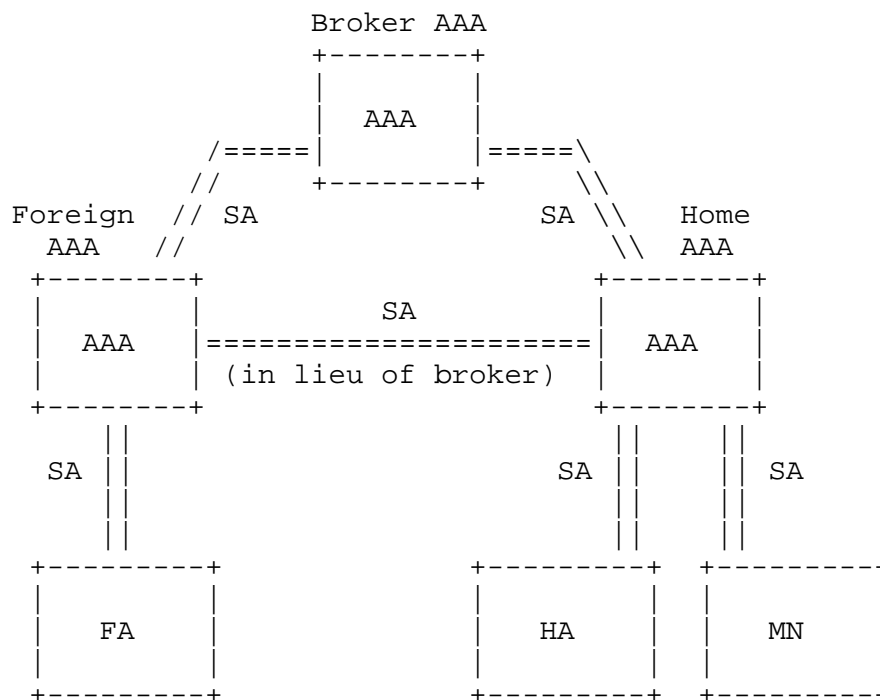 Broker AAA
AAA
SA SA
Foreign Home
AAA AAA
SA
AAA AAA
(in lieu of broker)
SA SA SA
FA HA MN